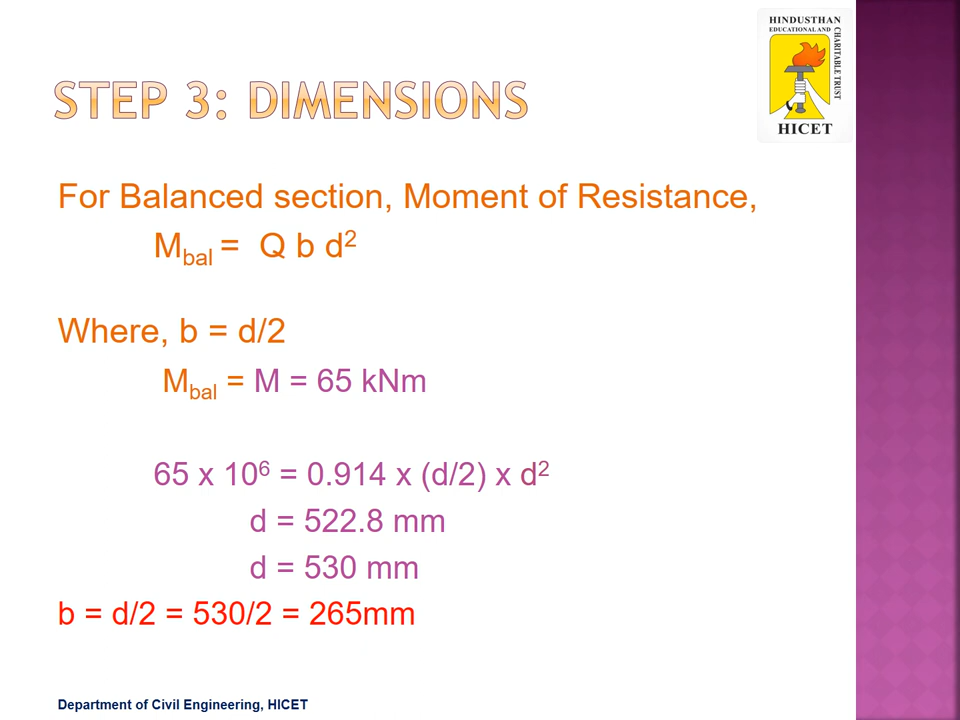 HINDUSTHAN
EDUCATIONAL AND
CHARITABLE TRUST
HICET
STEP 3: DIMENSIONS
For Balanced section, Moment of Resistance,
M_bal = Q b d²
Where, b = d/2
M_bal = M = 65 kNm
65 x 10⁶ = 0.914 x (d/2) x d²
d = 522.8 mm
d = 530 mm
b = d/2 = 530/2 = 265mm
Department of Civil Engineering, HICET